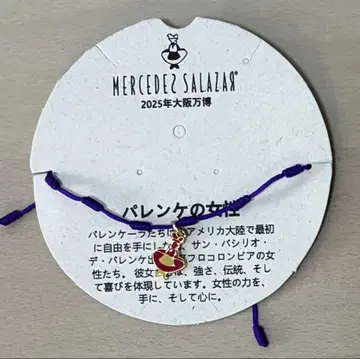 MERCEDES SALAZAR®
2025年大阪万博
パレンケの女性
パレンケーラたちは アメリカ大陸で最初
に自由を手にした サン・バシリオ・
デ・パレンケ出 フロコロンビアの女
性たち。 彼女 は、強さ、伝統、そし
て喜びを体現しています。女性の力を、
手に、そして心に。